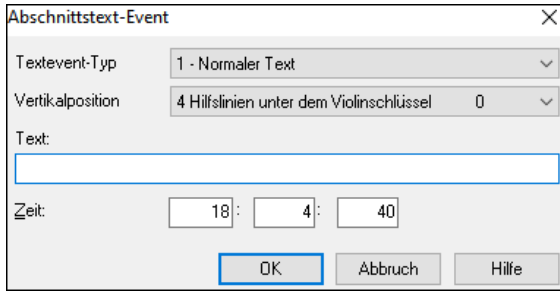 Abschnittstext-Event
Textevent-Typ 1 - Normaler Text
Vertikalposition 4 Hilfslinien unter dem Violinschlüssel 0
Text:
Zeit: 18: 4: 40
OK Abbruch Hilfe